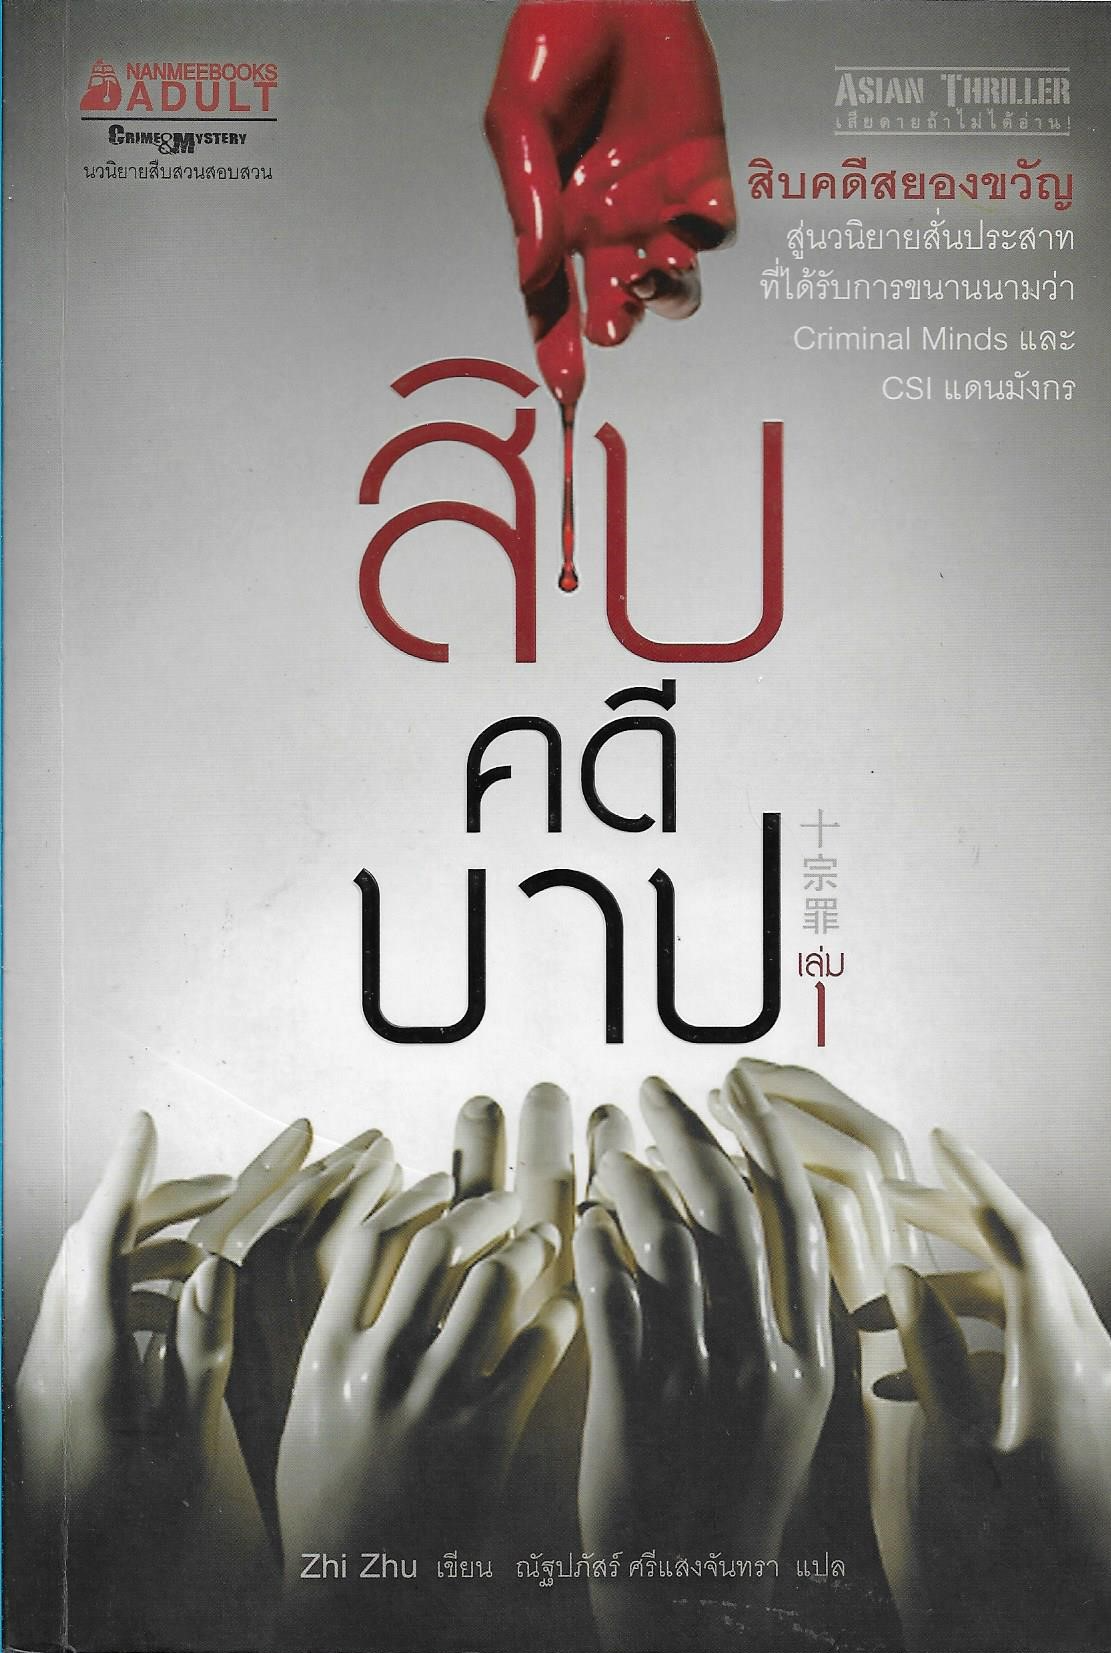 NANMEEBOOKS
ADULT
CRIME & MYSTERY
นวนิยายสืบสวนสอบสวน
ASIAN THRILLER
เสียดายถ้าไม่ได้อ่าน!
สิบคดีสยองขวัญ
สู่นวนิยายสั่นประสาท
ที่ได้รับการขนานนามว่า
Criminal Minds และ
CSI แดนมังกร
สิบ
คดี
บาป
十宗罪
เล่ม
1
Zhi Zhu เขียน ณัฐปภัสร์ ศรีแสงจันทรา แปล